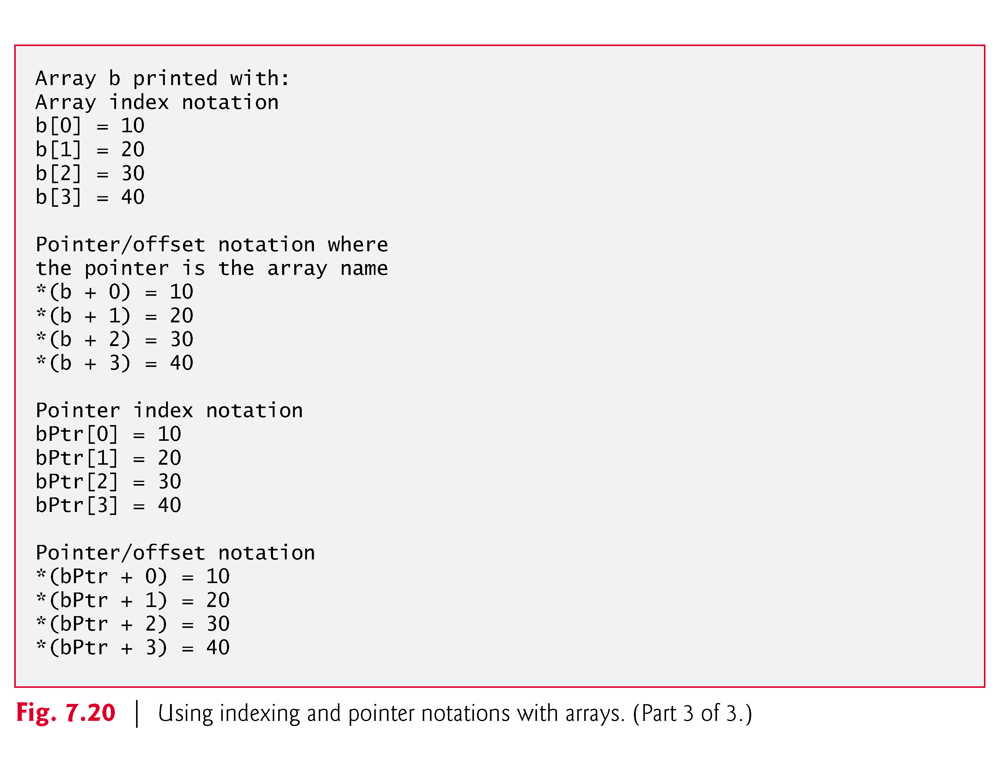 Array b printed with:
Array index notation
b[0] = 10
b[1] = 20
b[2] = 30
b[3] = 40
Pointer/offset notation where
the pointer is the array name
*(b + 0) = 10
*(b + 1) = 20
*(b + 2) = 30
*(b + 3) = 40
Pointer index notation
bPtr[0] = 10
bPtr[1] = 20
bPtr[2] = 30
bPtr[3] = 40
Pointer/offset notation
*(bPtr + 0) = 10
*(bPtr + 1) = 20
*(bPtr + 2) = 30
*(bPtr + 3) = 40
Fig. 7.20 | Using indexing and pointer notations with arrays. (Part 3 of 3.)